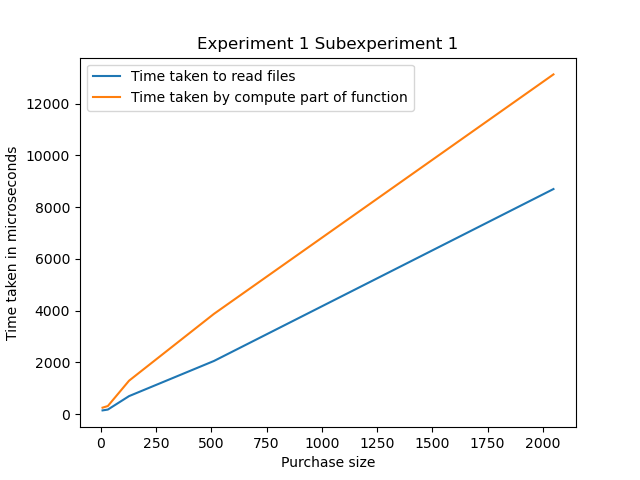 Experiment 1 Subexperiment 1
Time taken to read files
Time taken by compute part of function
Time taken in microseconds
12000
10000
8000
6000
4000
2000
0
0 250 500 750 1000 1250 1500 1750 2000
Purchase size